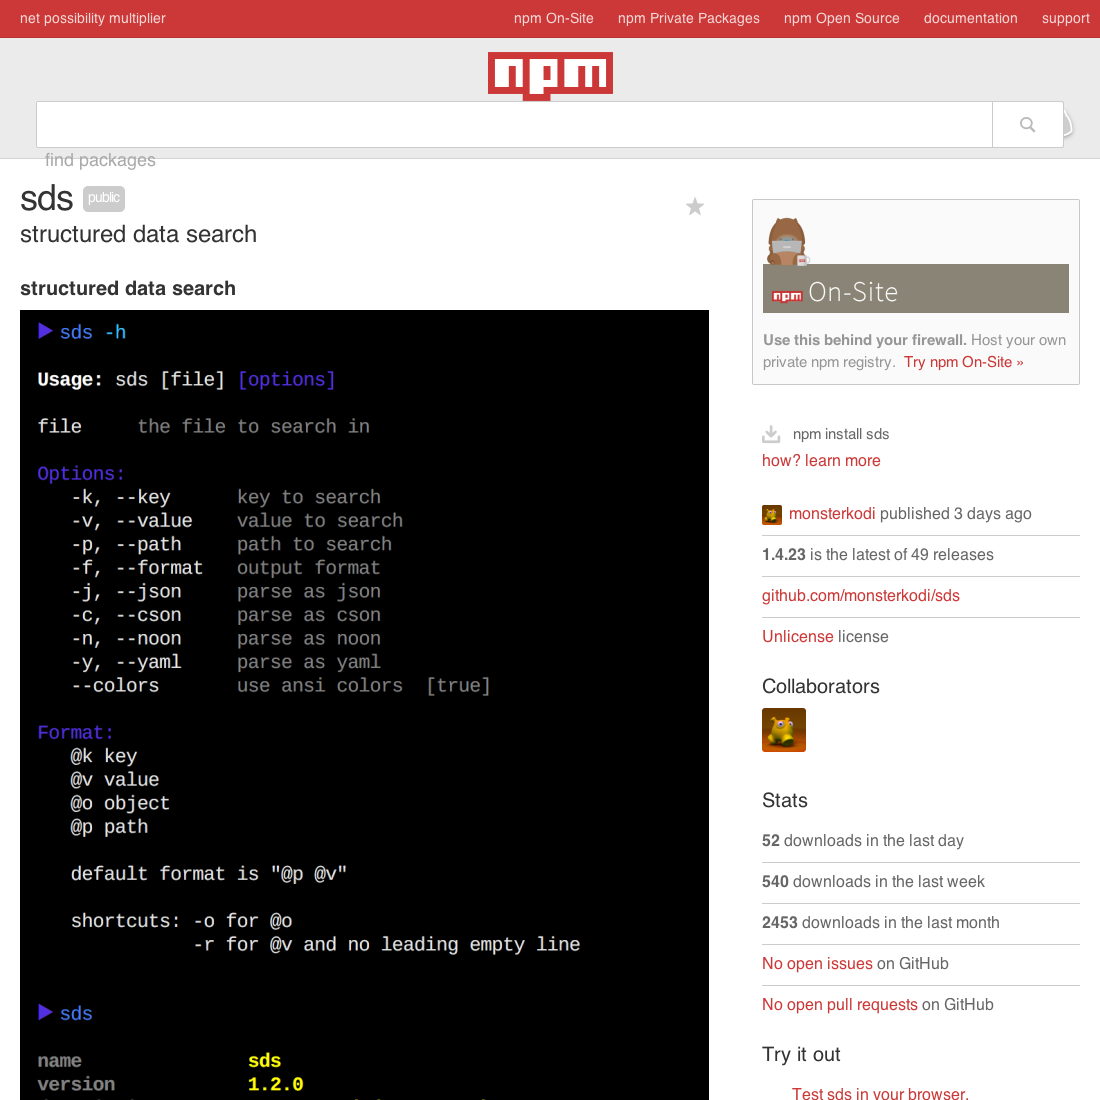 net possibility multiplier
npm On-Site npm Private Packages npm Open Source documentation support
npm
find packages
sds public
structured data search
structured data search
sds -h
Usage: sds [file] [options]
file the file to search in
Options:
-k, --key key to search
-v, --value value to search
-p, --path path to search
-f, --format output format
-j, --json parse as json
-c, --cson parse as cson
-n, --noon parse as noon
-y, --yaml parse as yaml
--colors use ansi colors [true]
Format:
@k key
@v value
@o object
@p path
default format is "@p @v"
shortcuts: -o for @o
-r for @v and no leading empty line
sds
name sds
version 1.2.0
npm On-Site
Use this behind your firewall. Host your own
private npm registry. Try npm On-Site »
npm install sds
how? learn more
monsterkodi published 3 days ago
1.4.23 is the latest of 49 releases
github.com/monsterkodi/sds
Unlicense license
Collaborators
Stats
52 downloads in the last day
540 downloads in the last week
2453 downloads in the last month
No open issues on GitHub
No open pull requests on GitHub
Try it out
Test sds in your browser.